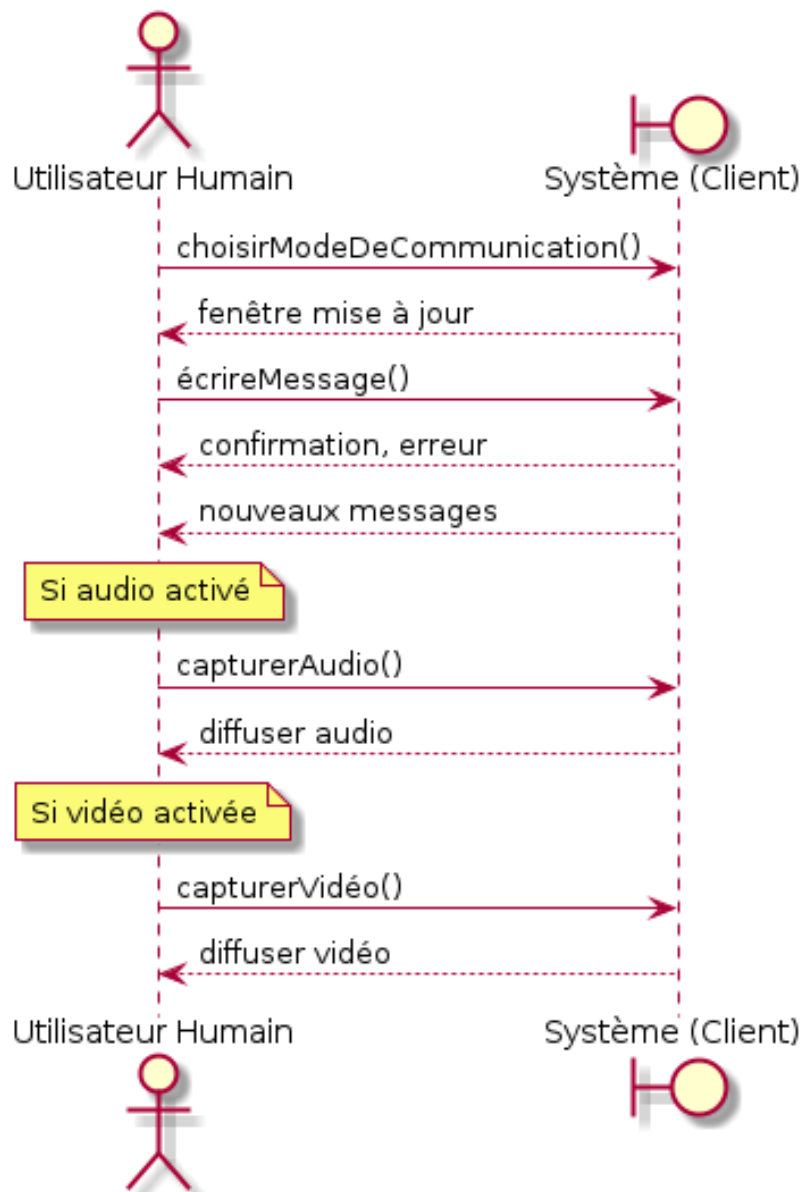 Utilisateur Humain
Système (Client)
choisirModeDeCommunication()
fenêtre mise à jour
écrireMessage()
confirmation, erreur
nouveaux messages
Si audio activé
capturerAudio()
diffuser audio
Si vidéo activée
capturerVidéo()
diffuser vidéo
Utilisateur Humain
Système (Client)